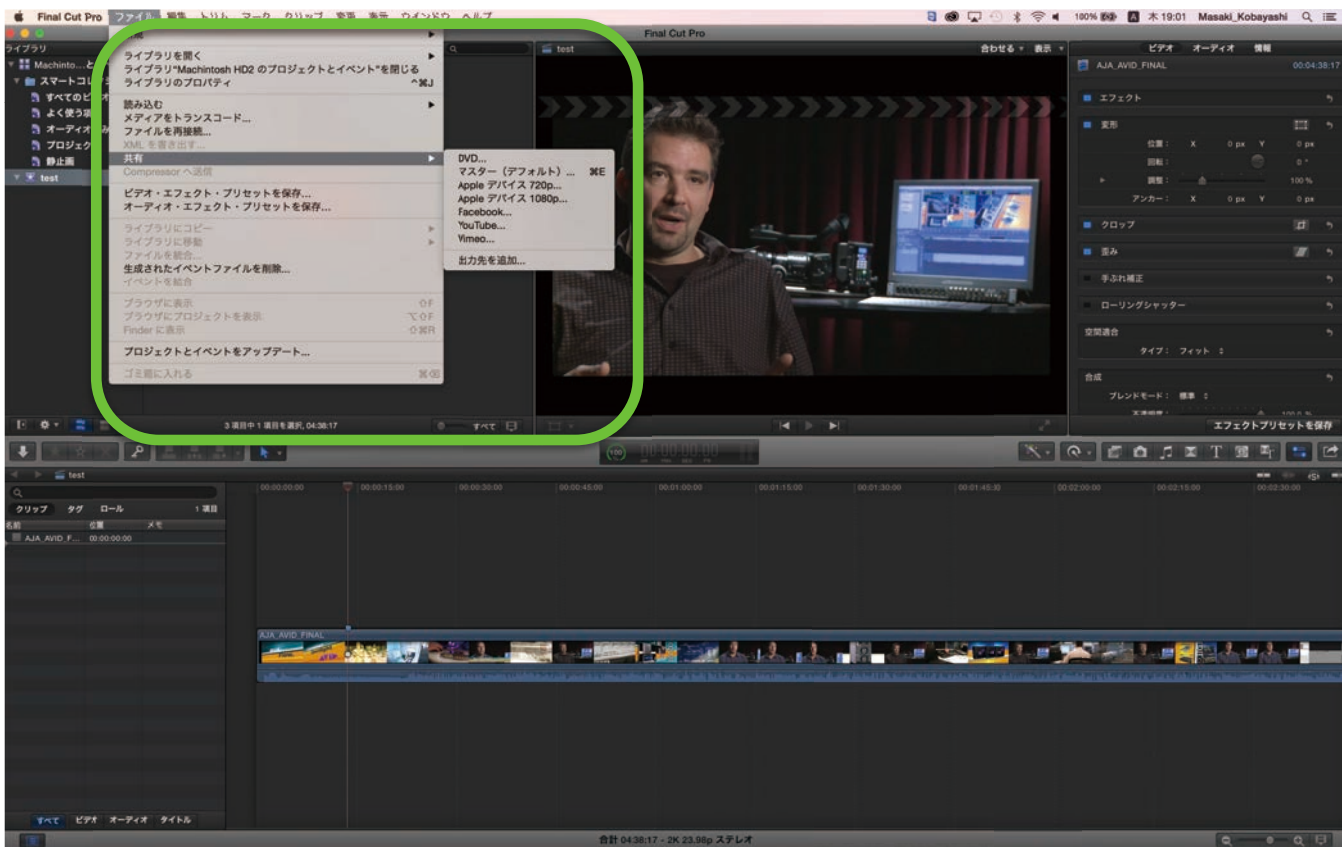 Final Cut Pro ファイル 編集 トリム マーク クリップ 変更 表示 ウインドウ ヘルプ
100% 木 19:01 Masaki_Kobayashi
Final Cut Pro
ライブラリ
Machinto...と
スマートコレクシ
すべてのビ
よく使う項
オーディオ
プロジェク
静止画
test
ライブラリを開く
ライブラリ"Machintosh HD2 のプロジェクトとイベント"を閉じる
ライブラリのプロパティ ^⌘J
読み込む
メディアをトランスコード...
ファイルを再接続...
XML を書き出す...
共有
Compressor へ送信
ビデオ・エフェクト・プリセットを保存...
オーディオ・エフェクト・プリセットを保存...
ライブラリにコピー
ライブラリに移動
ファイルを統合...
生成されたイベントファイルを削除...
イベントを結合
ブラウザに表示 ⇧F
ブラウザにプロジェクトを表示 ⌥⇧F
Finder に表示 ⇧⌘R
プロジェクトとイベントをアップデート...
ゴミ箱に入れる ⌘⌫
DVD...
マスター（デフォルト）... ⌘E
Apple デバイス 720p...
Apple デバイス 1080p...
Facebook...
YouTube...
Vimeo...
出力先を追加...
3 項目中 1 項目を選択, 04:38:17
すべて
test 合わせる 表示
ビデオ オーディオ 情報
AJA_AVID_FINAL 00:04:38:17
エフェクト
変形
位置： X 0 px Y 0 px
回転： 0 °
調整： 100 %
アンカー： X 0 px Y 0 px
クロップ
歪み
手ぶれ補正
ローリングシャッター
空間適合
タイプ： フィット
合成
ブレンドモード： 標準
不透明度： 100.0 %
エフェクトプリセットを保存
100 00:00:00:00
test
クリップ タグ ロール 1 項目
名前 位置 メモ
AJA_AVID_F... 00:00:00:00
00:00:00:00 00:00:15:00 00:00:30:00 00:00:45:00 00:01:00:00 00:01:15:00 00:01:30:00 00:01:45:00 00:02:00:00 00:02:15:00 00:02:30:00
AJA_AVID_FINAL
すべて ビデオ オーディオ タイトル
合計 04:38:17 - 2K 23.98p ステレオ